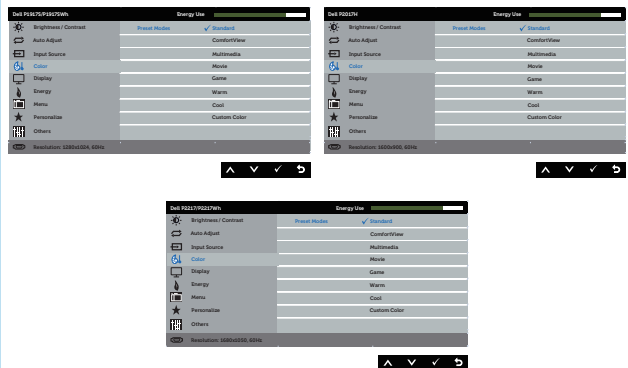 Dell P1917S/P1917SWh Energy Use
Brightness / Contrast Preset Modes ✓ Standard
Auto Adjust ComfortView
Input Source Multimedia
Color Movie
Display Game
Energy Warm
Menu Cool
Personalize Custom Color
Others
Resolution: 1280x1024, 60Hz
Dell P2017H Energy Use
Brightness / Contrast Preset Modes ✓ Standard
Auto Adjust ComfortView
Input Source Multimedia
Color Movie
Display Game
Energy Warm
Menu Cool
Personalize Custom Color
Others
Resolution: 1600x900, 60Hz
Dell P2217/P2217Wh Energy Use
Brightness / Contrast Preset Modes ✓ Standard
Auto Adjust ComfortView
Input Source Multimedia
Color Movie
Display Game
Energy Warm
Menu Cool
Personalize Custom Color
Others
Resolution: 1680x1050, 60Hz